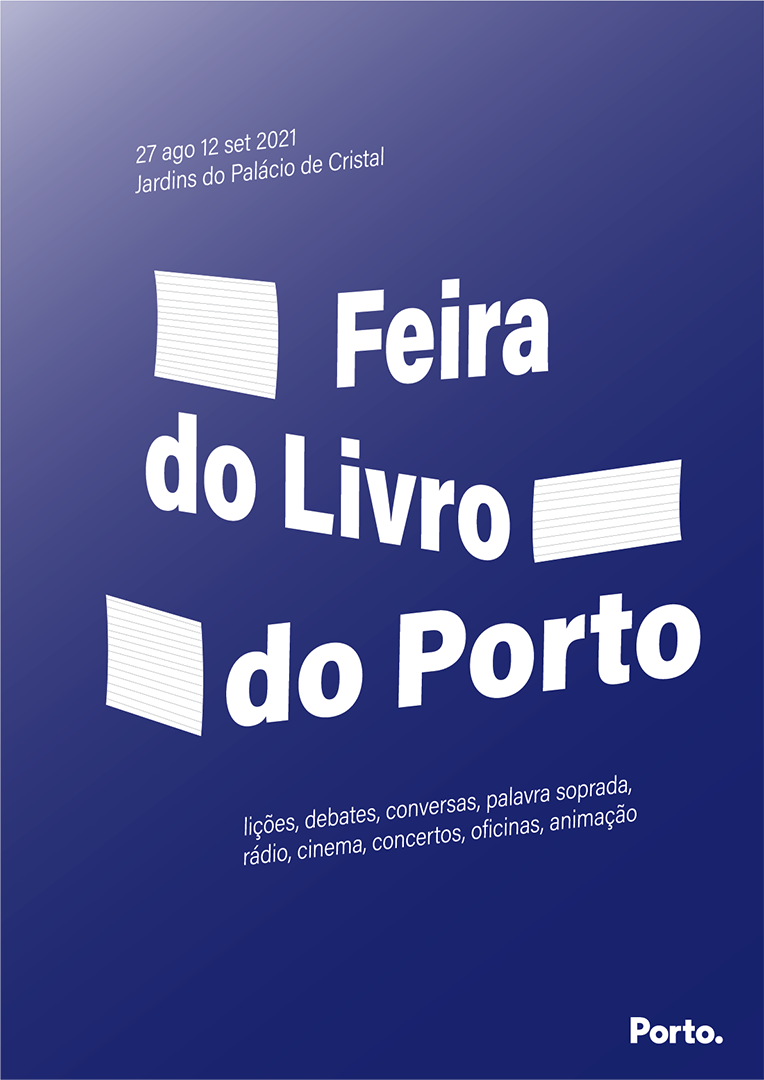 27 ago 12 set 2021
Jardins do Palácio de Cristal
Feira
do Livro
do Porto
lições, debates, conversas, palavra soprada,
rádio, cinema, concertos, oficinas, animação
Porto.